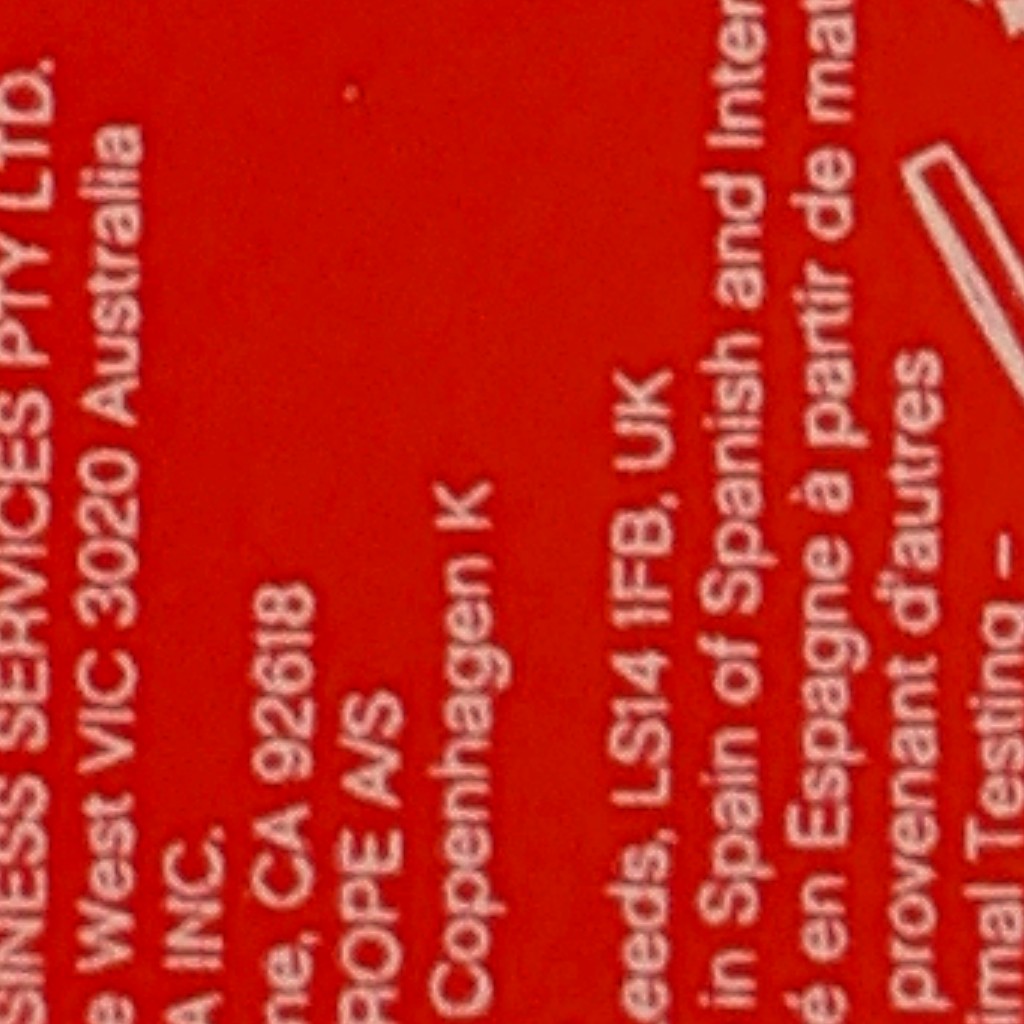 SINESS SERVICES PTY LTD.
e West VIC 3020 Australia
A INC.
ne, CA 92618
ROPE A/S
Copenhagen K
eeds, LS14 1FB, UK
in Spain of Spanish and Inter
é en Espagne à partir de mat
provenant d'autres
imal Testing –